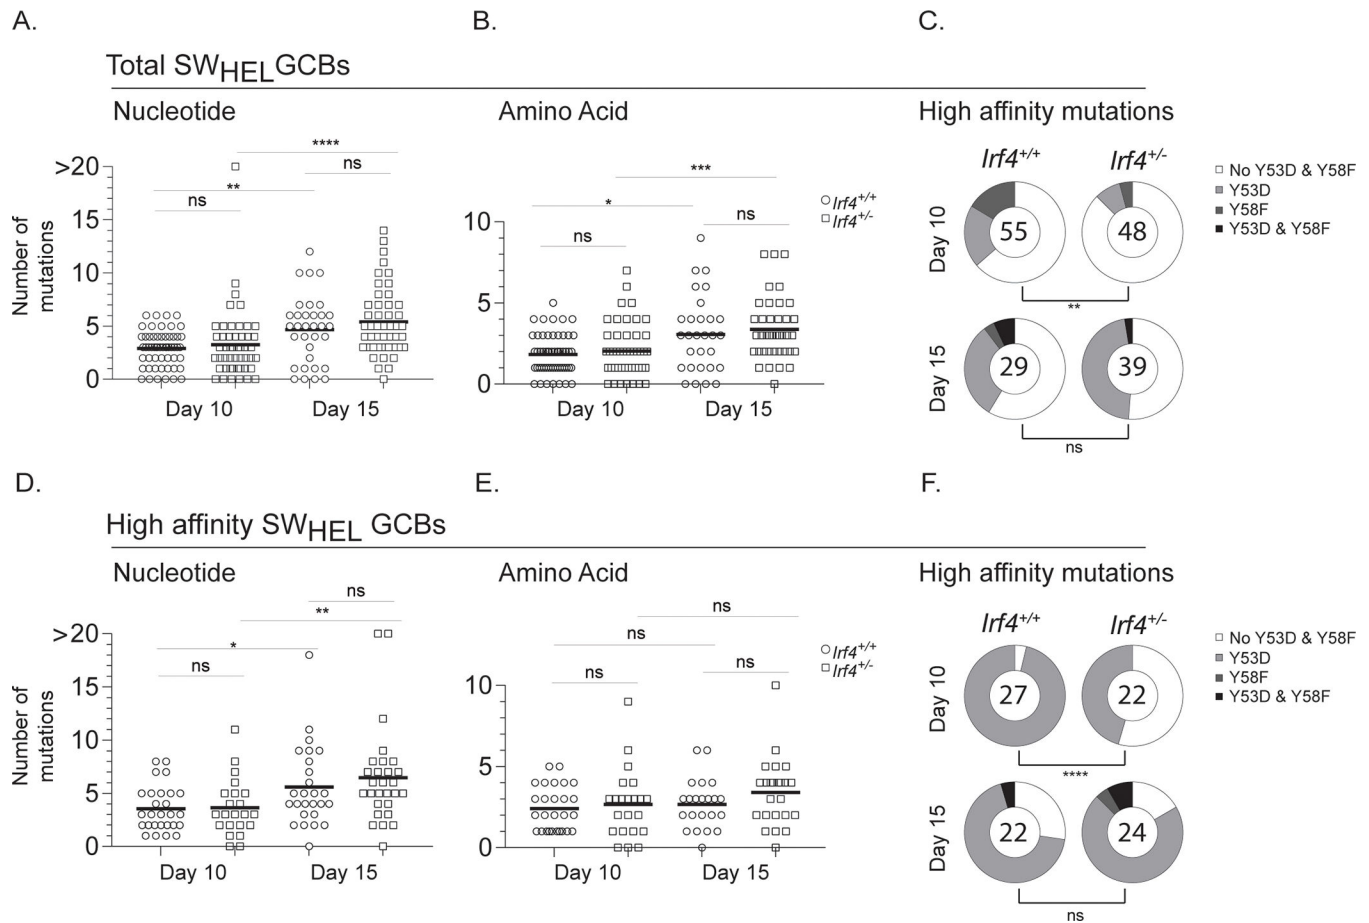 A.
B.
C.
Total SWHELGCBs
Nucleotide
Amino Acid
High affinity mutations
Number of
mutations
>20
15
10
5
0
****
ns
**
ns
Day 10
Day 15
10
5
0
***
*
ns
ns
Day 10
Day 15
Irf4+/+
Irf4+/-
Irf4+/+
Irf4+/-
Day 10
55
48
**
Day 15
29
39
ns
No Y53D & Y58F
Y53D
Y58F
Y53D & Y58F
D.
E.
F.
High affinity SWHEL GCBs
Nucleotide
Amino Acid
High affinity mutations
Number of
mutations
>20
15
10
5
0
ns
**
*
ns
Day 10
Day 15
10
5
0
ns
ns
ns
ns
Day 10
Day 15
Irf4+/+
Irf4+/-
Irf4+/+
Irf4+/-
Day 10
27
22
****
Day 15
22
24
ns
No Y53D & Y58F
Y53D
Y58F
Y53D & Y58F